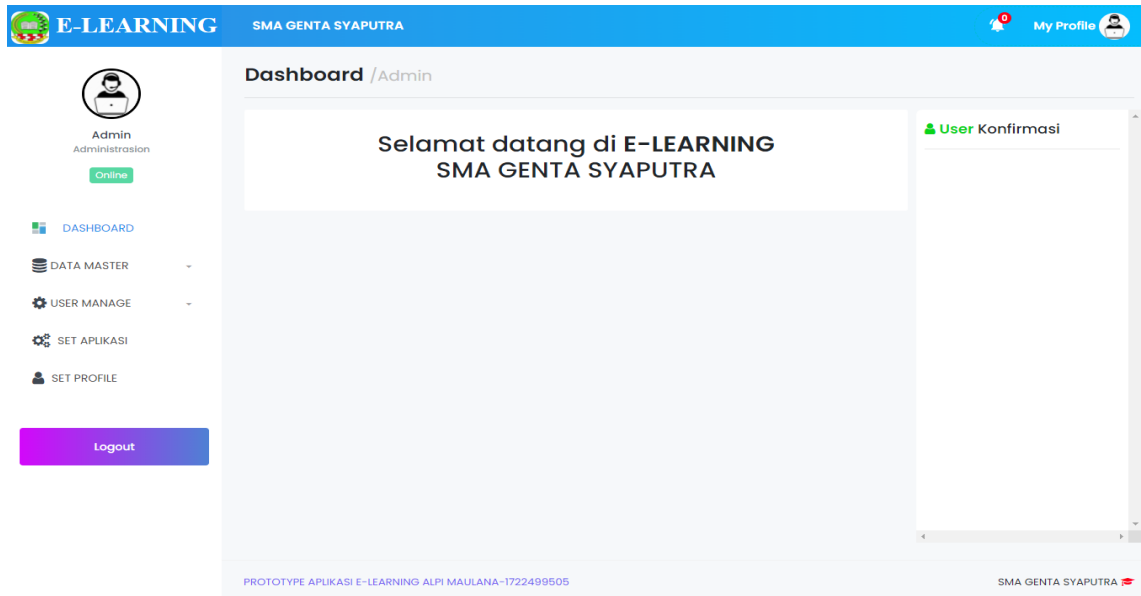 E-LEARNING
SMA GENTA SYAPUTRA
0
My Profile
Admin
Administrasion
Online
DASHBOARD
DATA MASTER
USER MANAGE
SET APLIKASI
SET PROFILE
Logout
Dashboard /Admin
Selamat datang di E-LEARNING
SMA GENTA SYAPUTRA
User Konfirmasi
PROTOTYPE APLIKASI E-LEARNING ALPI MAULANA-1722499505
SMA GENTA SYAPUTRA